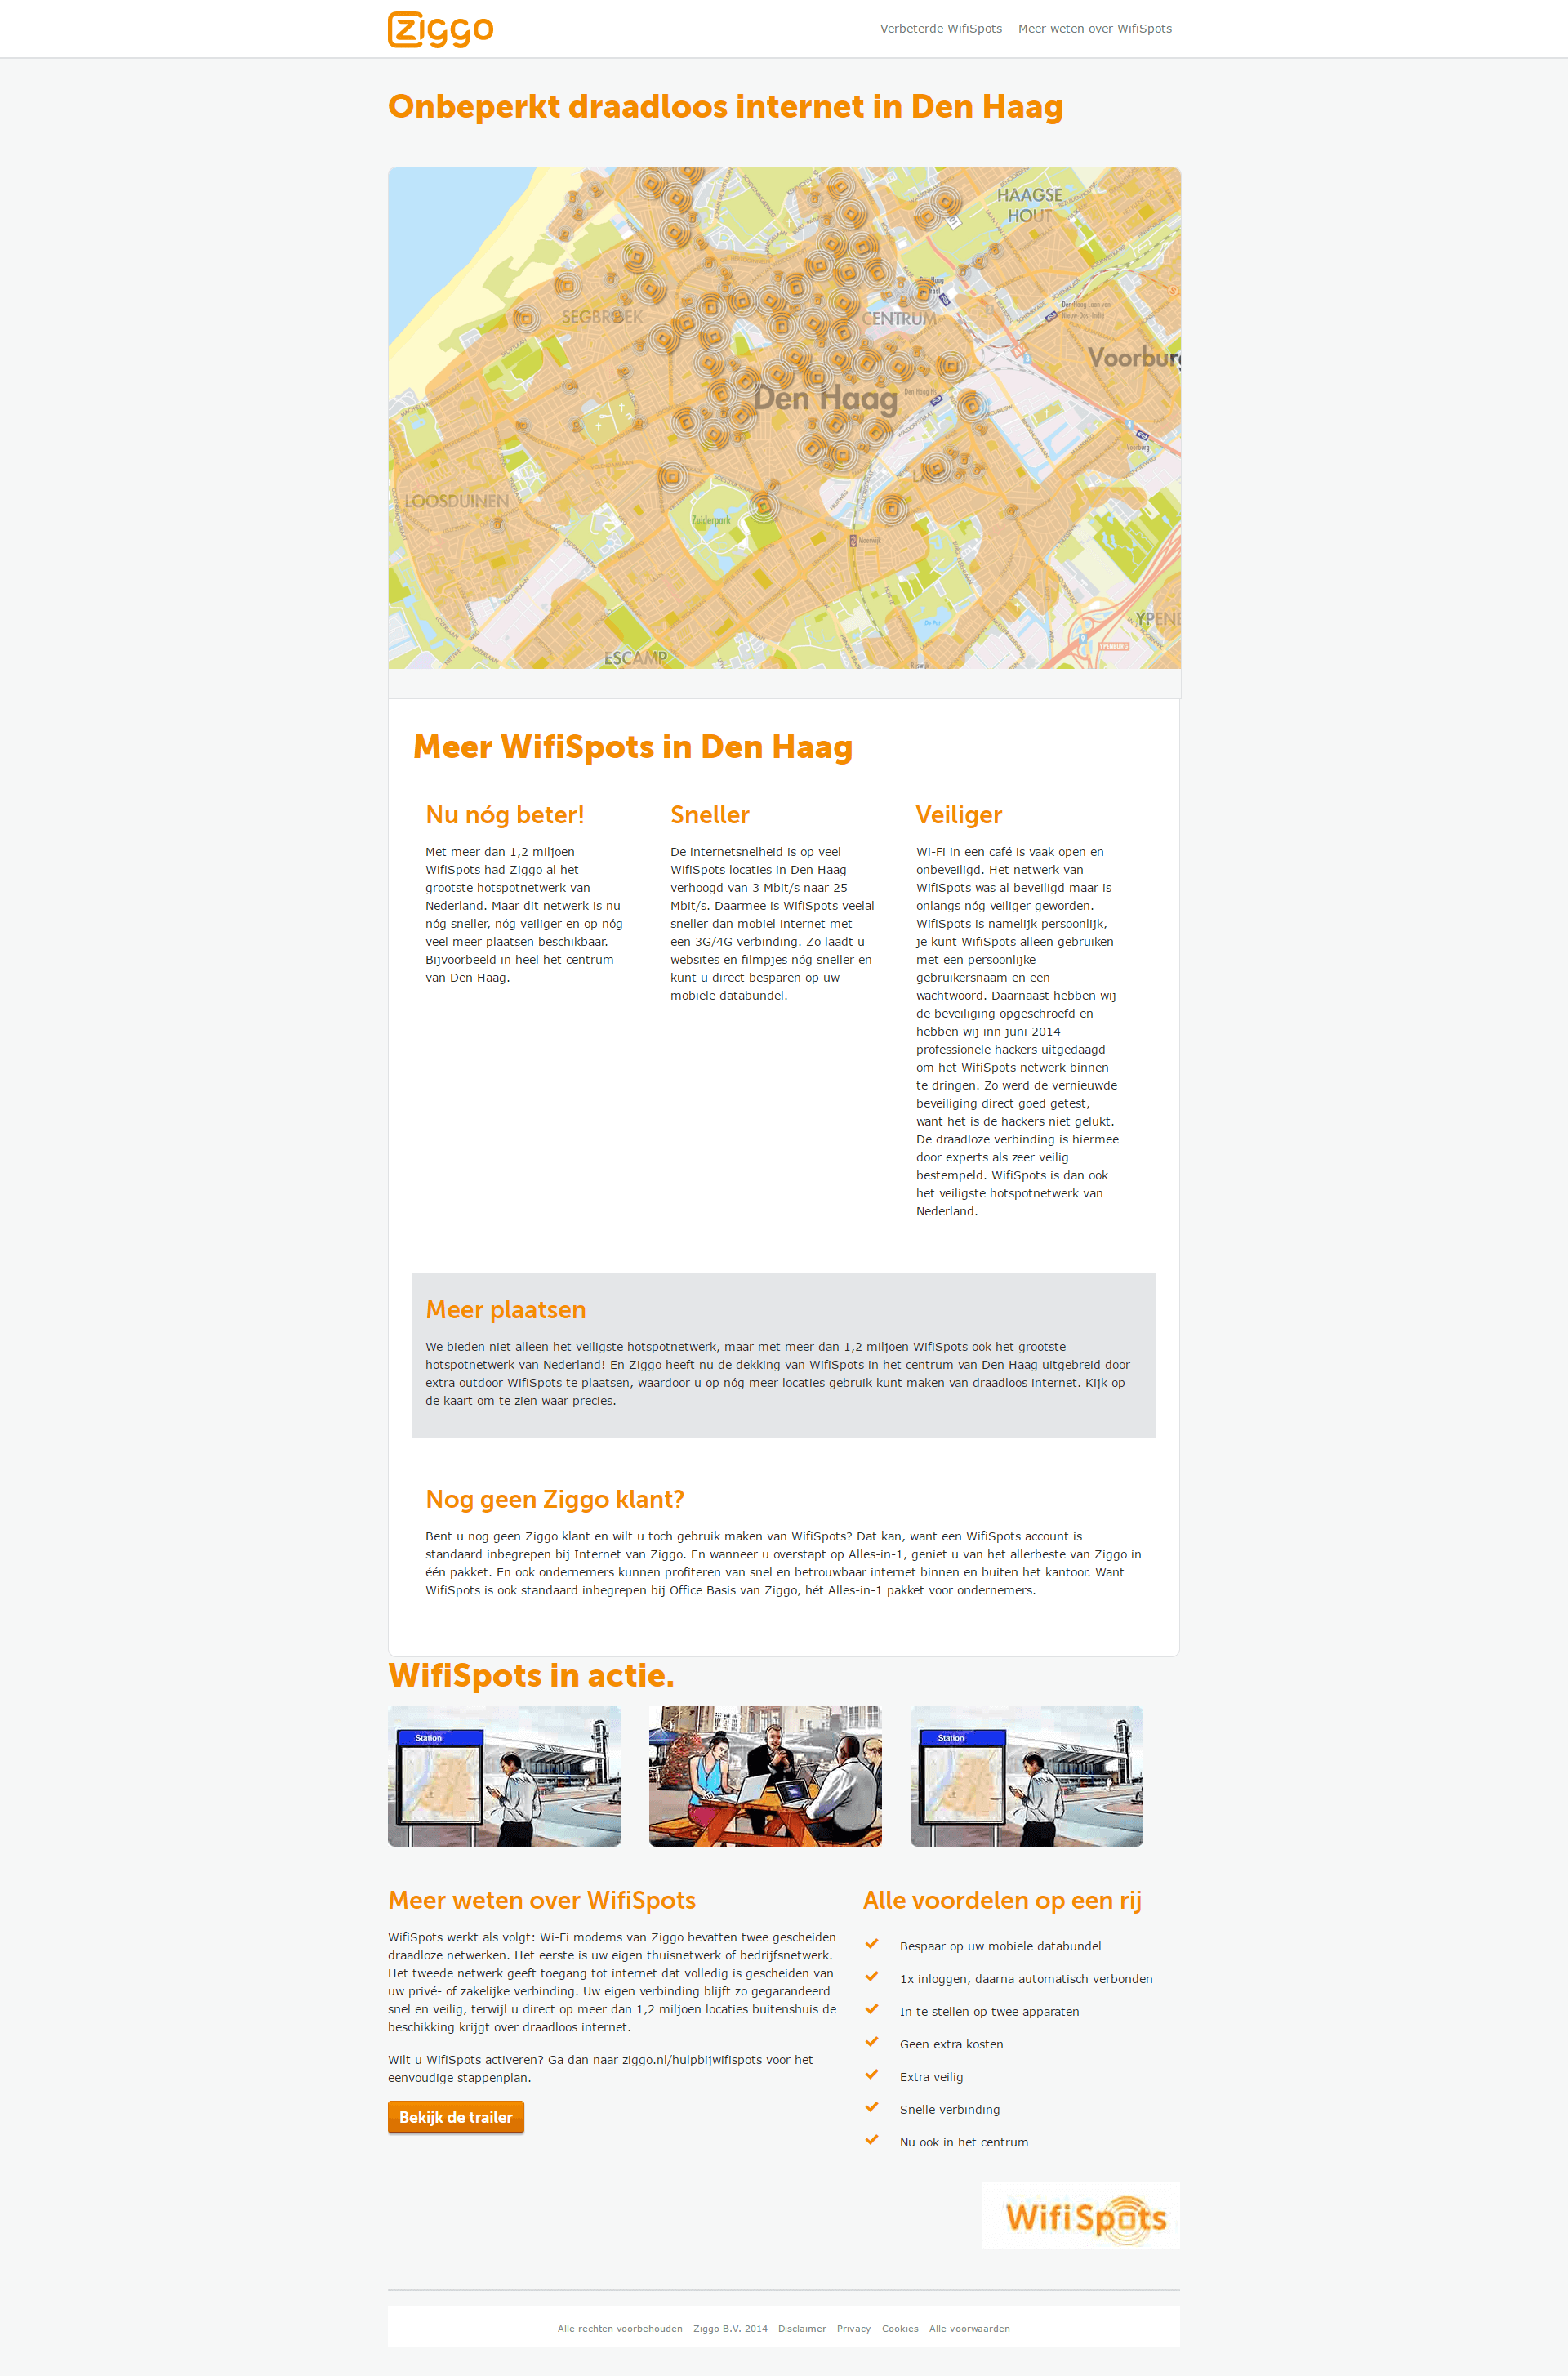 Ziggo
Verbeterde WifiSpots
Meer weten over WifiSpots
Onbeperkt draadloos internet in Den Haag
HAAGSE
HOUT
SEGBROEK
CENTRUM
Voorburg
Den Haag
LOOSDUINEN
Zuiderpark
ESCAMP
YPENBURG
Meer WifiSpots in Den Haag
Nu nóg beter!
Met meer dan 1,2 miljoen
WifiSpots had Ziggo al het
grootste hotspotnetwerk van
Nederland. Maar dit netwerk is nu
nóg sneller, nóg veiliger en op nóg
veel meer plaatsen beschikbaar.
Bijvoorbeeld in heel het centrum
van Den Haag.
Sneller
De internetsnelheid is op veel
WifiSpots locaties in Den Haag
verhoogd van 3 Mbit/s naar 25
Mbit/s. Daarmee is WifiSpots veelal
sneller dan mobiel internet met
een 3G/4G verbinding. Zo laadt u
websites en filmpjes nóg sneller en
kunt u direct besparen op uw
mobiele databundel.
Veiliger
Wi-Fi in een café is vaak open en
onbeveiligd. Het netwerk van
WifiSpots was al beveiligd maar is
onlangs nóg veiliger geworden.
WifiSpots is namelijk persoonlijk,
je kunt WifiSpots alleen gebruiken
met een persoonlijke
gebruikersnaam en een
wachtwoord. Daarnaast hebben wij
de beveiliging opgeschroefd en
hebben wij inn juni 2014
professionele hackers uitgedaagd
om het WifiSpots netwerk binnen
te dringen. Zo werd de vernieuwde
beveiliging direct goed getest,
want het is de hackers niet gelukt.
De draadloze verbinding is hiermee
door experts als zeer veilig
bestempeld. WifiSpots is dan ook
het veiligste hotspotnetwerk van
Nederland.
Meer plaatsen
We bieden niet alleen het veiligste hotspotnetwerk, maar met meer dan 1,2 miljoen WifiSpots ook het grootste
hotspotnetwerk van Nederland! En Ziggo heeft nu de dekking van WifiSpots in het centrum van Den Haag uitgebreid door
extra outdoor WifiSpots te plaatsen, waardoor u op nóg meer locaties gebruik kunt maken van draadloos internet. Kijk op
de kaart om te zien waar precies.
Nog geen Ziggo klant?
Bent u nog geen Ziggo klant en wilt u toch gebruik maken van WifiSpots? Dat kan, want een WifiSpots account is
standaard inbegrepen bij Internet van Ziggo. En wanneer u overstapt op Alles-in-1, geniet u van het allerbeste van Ziggo in
één pakket. En ook ondernemers kunnen profiteren van snel en betrouwbaar internet binnen en buiten het kantoor. Want
WifiSpots is ook standaard inbegrepen bij Office Basis van Ziggo, hét Alles-in-1 pakket voor ondernemers.
WifiSpots in actie.
Station
Station
Meer weten over WifiSpots
WifiSpots werkt als volgt: Wi-Fi modems van Ziggo bevatten twee gescheiden
draadloze netwerken. Het eerste is uw eigen thuisnetwerk of bedrijfsnetwerk.
Het tweede netwerk geeft toegang tot internet dat volledig is gescheiden van
uw privé- of zakelijke verbinding. Uw eigen verbinding blijft zo gegarandeerd
snel en veilig, terwijl u direct op meer dan 1,2 miljoen locaties buitenshuis de
beschikking krijgt over draadloos internet.
Wilt u WifiSpots activeren? Ga dan naar ziggo.nl/hulpbijwifispots voor het
eenvoudige stappenplan.
Bekijk de trailer
Alle voordelen op een rij
Bespaar op uw mobiele databundel
1x inloggen, daarna automatisch verbonden
In te stellen op twee apparaten
Geen extra kosten
Extra veilig
Snelle verbinding
Nu ook in het centrum
WifiSpots
Alle rechten voorbehouden - Ziggo B.V. 2014 - Disclaimer - Privacy - Cookies - Alle voorwaarden